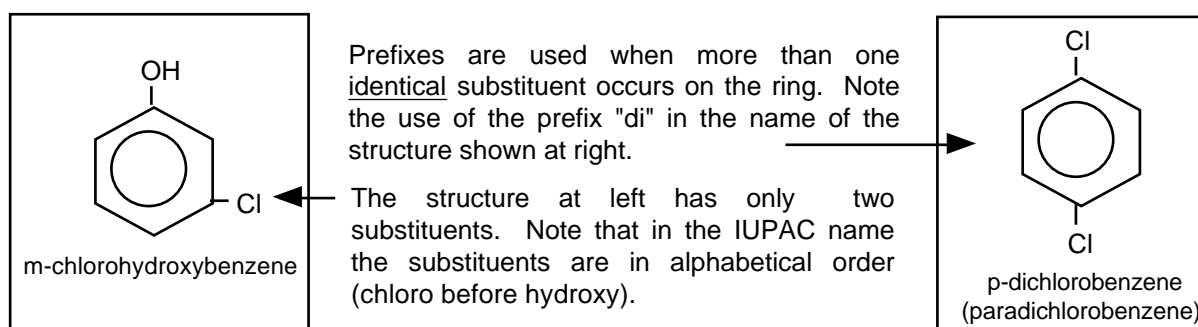 OH
Cl
m-chlorohydroxybenzene
Prefixes are used when more than one
identical substituent occurs on the ring. Note
the use of the prefix "di" in the name of the
structure shown at right.
The structure at left has only two
substituents. Note that in the IUPAC name
the substituents are in alphabetical order
(chloro before hydroxy).
Cl
Cl
p-dichlorobenzene
(paradichlorobenzene)